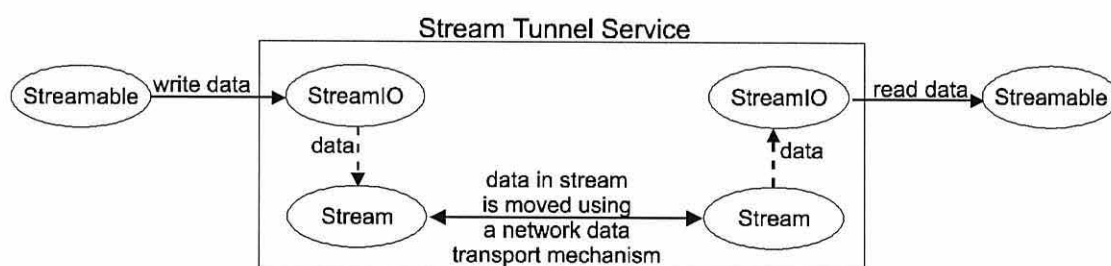 Stream Tunnel Service
Streamable
write data
StreamIO
StreamIO
read data
Streamable
data
data
Stream
data in stream
is moved using
a network data
transport mechanism
Stream